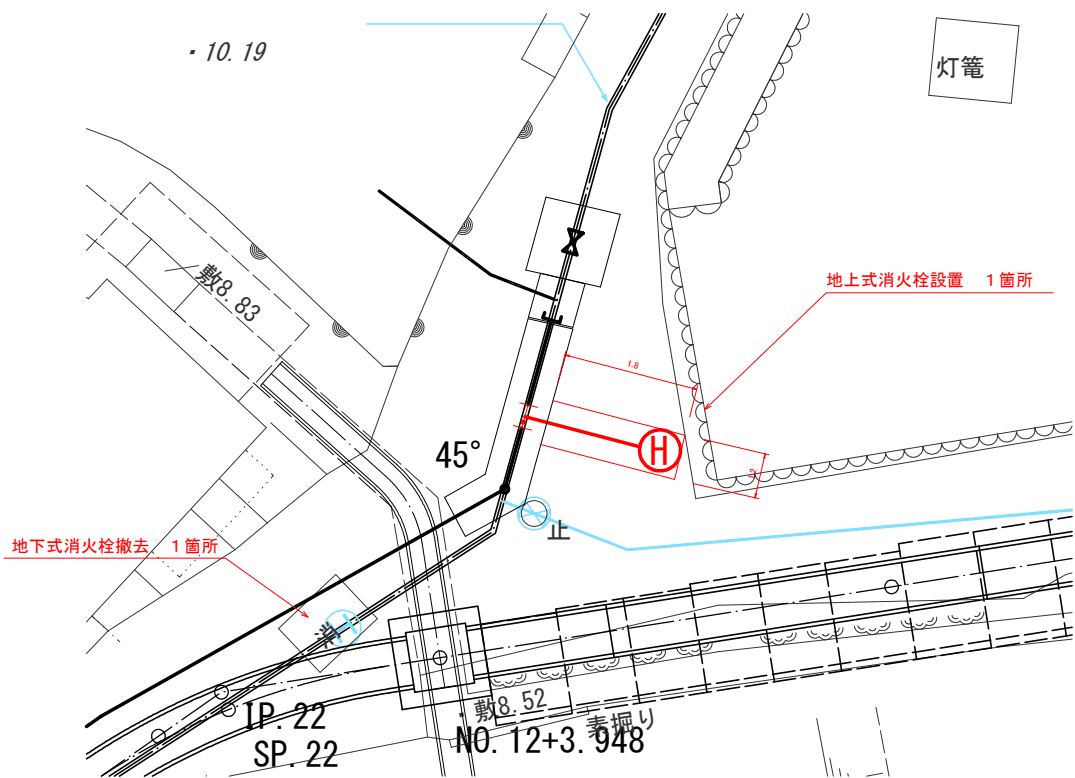 ・10.19
灯篭
敷8.83
地上式消火栓設置　1箇所
1.8
H
45°
1.2
止
地下式消火栓撤去　1箇所
消
敷8.52
素掘り
IP.22
NO.12+3.948
SP.22